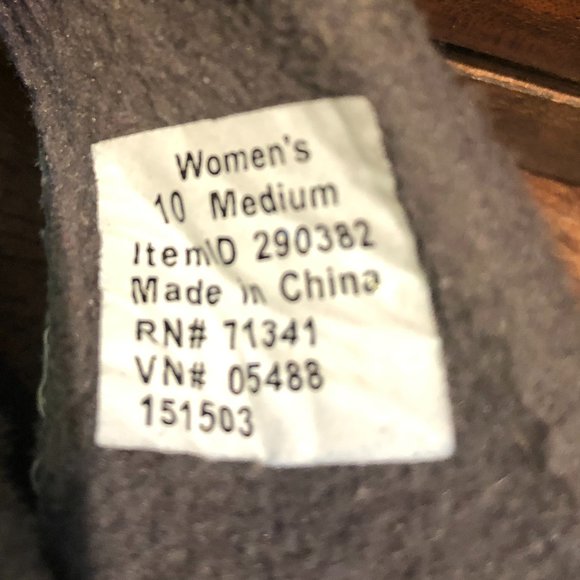 Women's
10 Medium
ItemID 290382
Made in China
RN# 71341
VN# 05488
151503